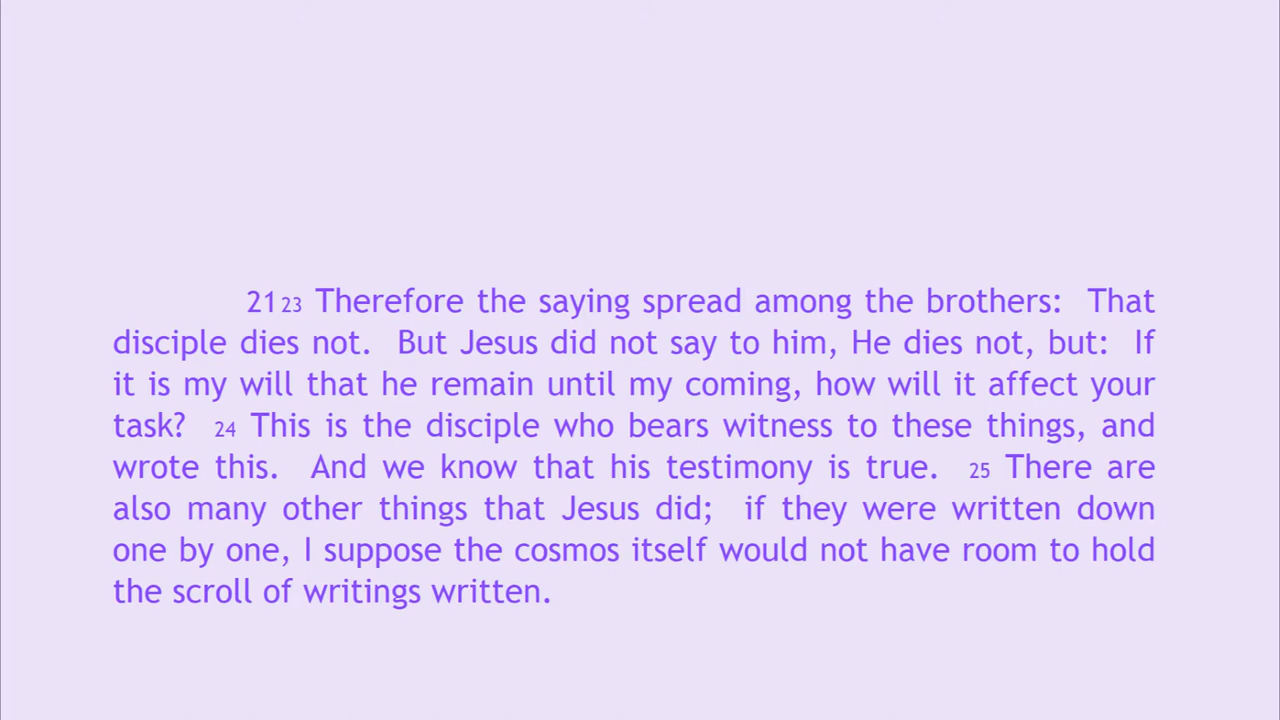 2123 Therefore the saying spread among the brothers: That
disciple dies not. But Jesus did not say to him, He dies not, but: If
it is my will that he remain until my coming, how will it affect your
task? 24 This is the disciple who bears witness to these things, and
wrote this. And we know that his testimony is true. 25 There are
also many other things that Jesus did; if they were written down
one by one, I suppose the cosmos itself would not have room to hold
the scroll of writings written.